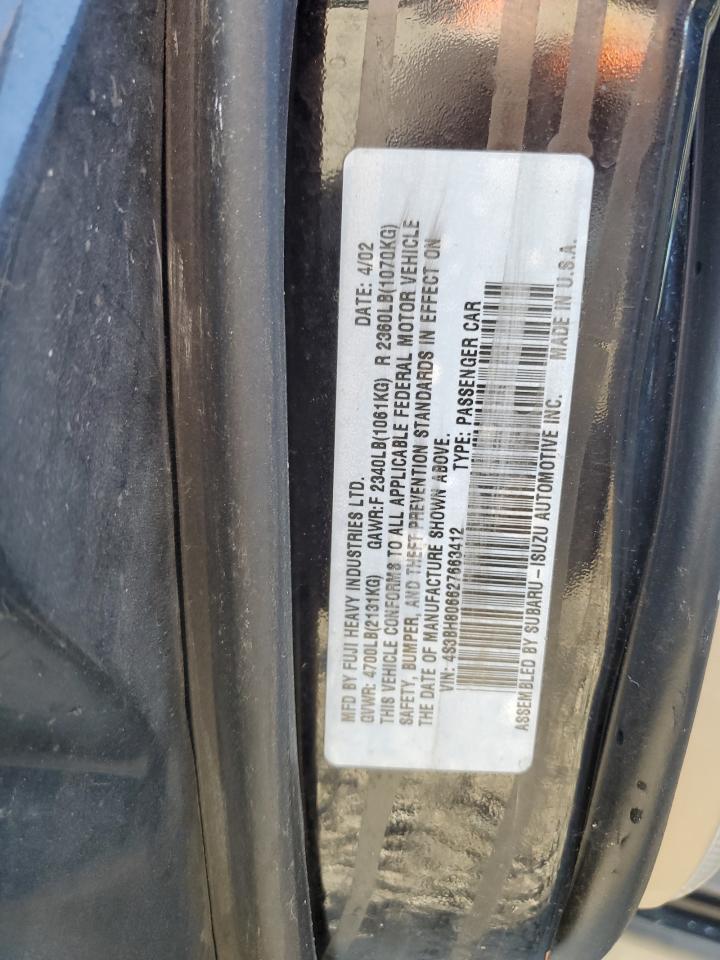 MFD BY FUJI HEAVY INDUSTRIES LTD. DATE: 4/02
GVWR: 4700LB(2131KG) GAWR:F 2340LB(1061KG) R 2360LB(1070KG)
THIS VEHICLE CONFORMS TO ALL APPLICABLE FEDERAL MOTOR VEHICLE
SAFETY, BUMPER, AND THEFT PREVENTION STANDARDS IN EFFECT ON
THE DATE OF MANUFACTURE SHOWN ABOVE.
VIN: 4S3BH806627663412 TYPE: PASSENGER CAR
ASSEMBLED BY SUBARU-ISUZU AUTOMOTIVE INC. MADE IN U.S.A.